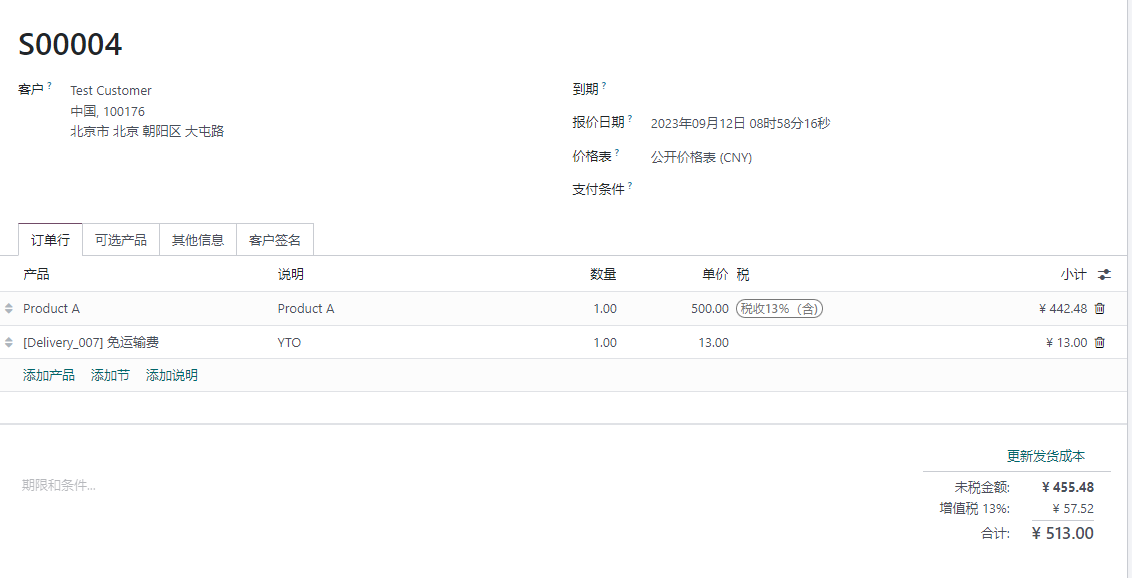 S00004
客户 ? Test Customer
中国, 100176
北京市 北京 朝阳区 大屯路
到期 ?
报价日期 ? 2023年09月12日 08时58分16秒
价格表 ? 公开价格表 (CNY)
支付条件 ?
订单行 可选产品 其他信息 客户签名
产品 说明 数量 单价 税 小计
Product A Product A 1.00 500.00 税收13%（含) ¥ 442.48
[Delivery_007] 免运输费 YTO 1.00 13.00 ¥ 13.00
添加产品 添加节 添加说明
更新发货成本
期限和条件...
未税金额: ¥ 455.48
增值税 13%: ¥ 57.52
合计: ¥ 513.00